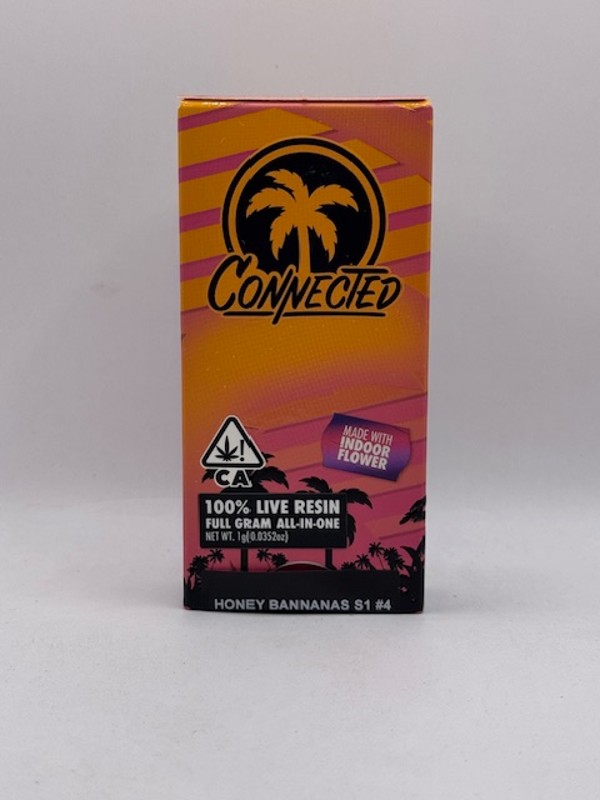 CONNECTED
MADE WITH
INDOOR
FLOWER
!
CA
100% LIVE RESIN
FULL GRAM ALL-IN-ONE
NET WT. 1g(0.0352oz)
HONEY BANNANAS S1 #4